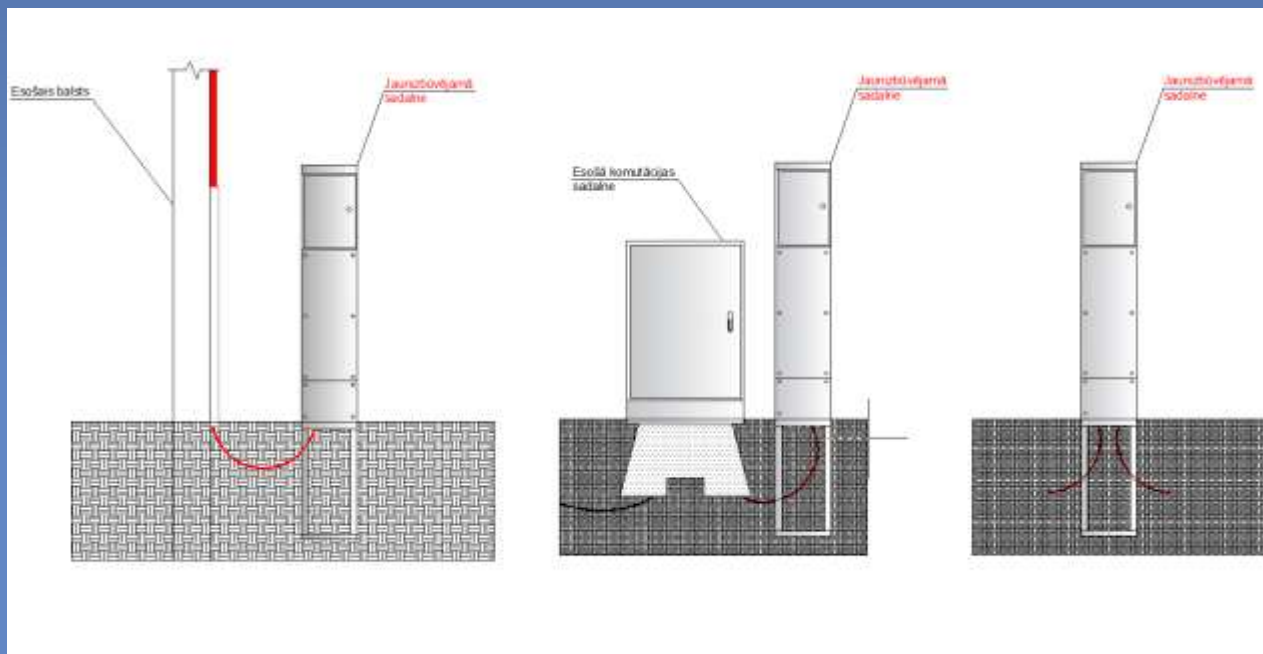 Esošais balsts
Jaunizbūvējamā
sadalne
Esošā komutācijas
sadalne
Jaunizbūvējamā
sadalne
Jaunizbūvējamā
sadalne